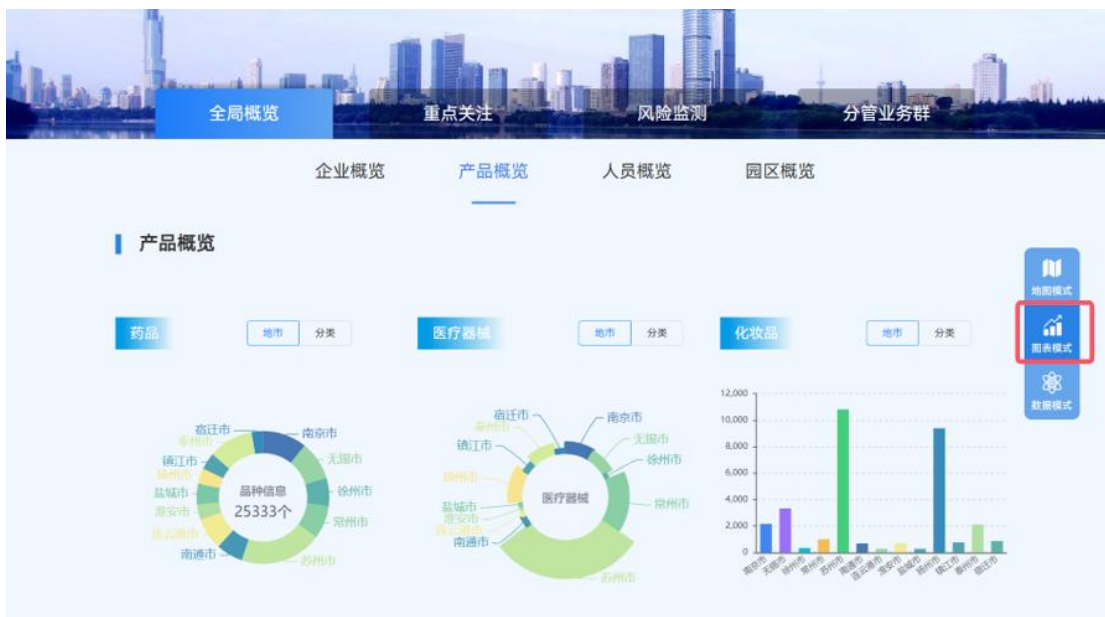 全局概览
重点关注
风险监测
分管业务群
企业概览
产品概览
人员概览
园区概览
产品概览
地图模式
图表模式
数据模式
药品
地市
分类
医疗器械
地市
分类
化妆品
地市
分类
宿迁市
南京市
泰州市
无锡市
镇江市
扬州市
徐州市
盐城市
淮安市
常州市
连云港市
南通市
苏州市
品种信息
25333个
宿迁市
南京市
泰州市
无锡市
镇江市
徐州市
扬州市
常州市
盐城市
淮安市
连云港市
南通市
苏州市
医疗器械
12,000
10,000
8,000
6,000
4,000
2,000
0
南京市
无锡市
徐州市
常州市
苏州市
南通市
连云港市
淮安市
盐城市
扬州市
镇江市
泰州市
宿迁市